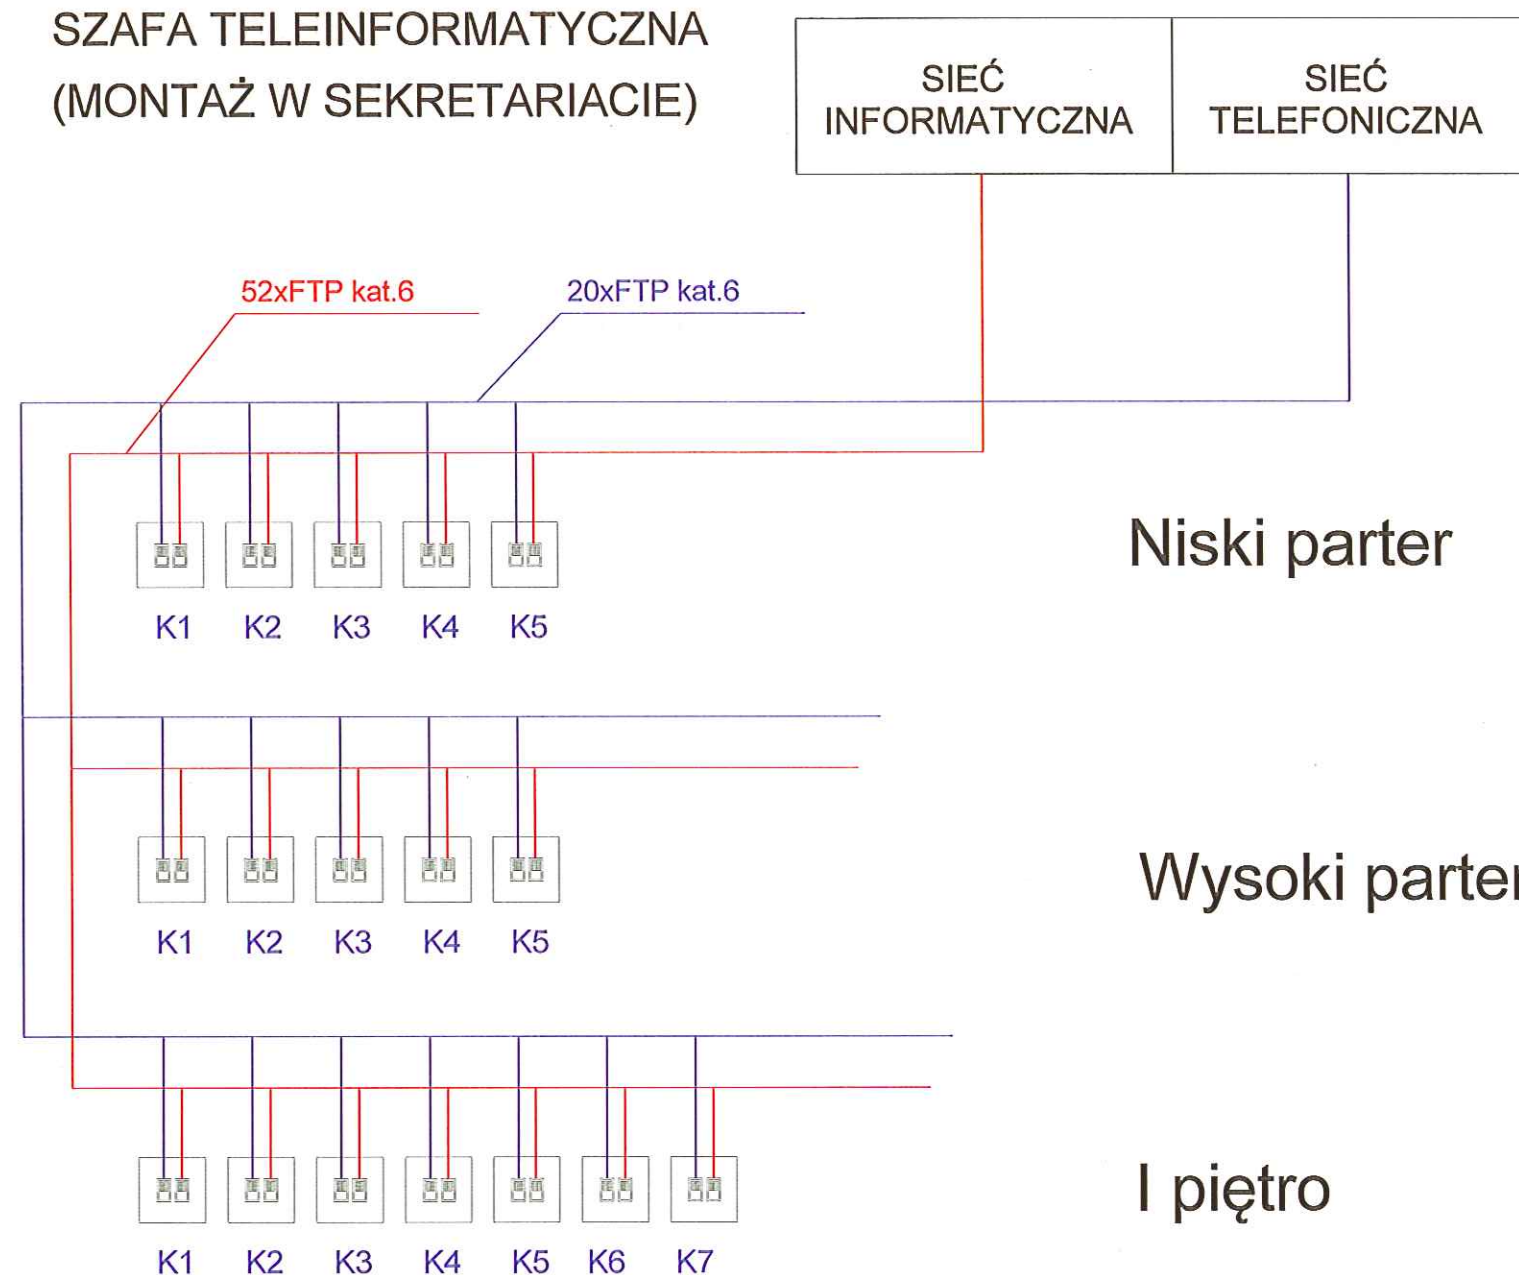 SZAFA TELEINFORMATYCZNA
(MONTAŻ W SEKRETARIACIE)
SIEĆ
INFORMATYCZNA
SIEĆ
TELEFONICZNA
52xFTP kat.6
20xFTP kat.6
Niski parter
K1 K2 K3 K4 K5
Wysoki parter
K1 K2 K3 K4 K5
I piętro
K1 K2 K3 K4 K5 K6 K7